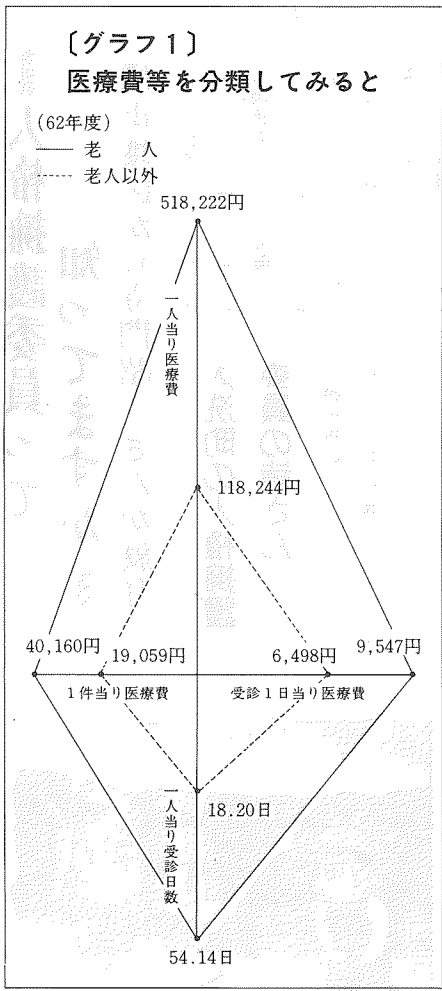 〔グラフ1〕
医療費等を分類してみると
(62年度)
老　人
老人以外
518,222円
一人当り医療費
118,244円
40,160円
19,059円
6,498円
9,547円
1件当り医療費
受診1日当り医療費
18.20日
一人当り受診日数
54.14日